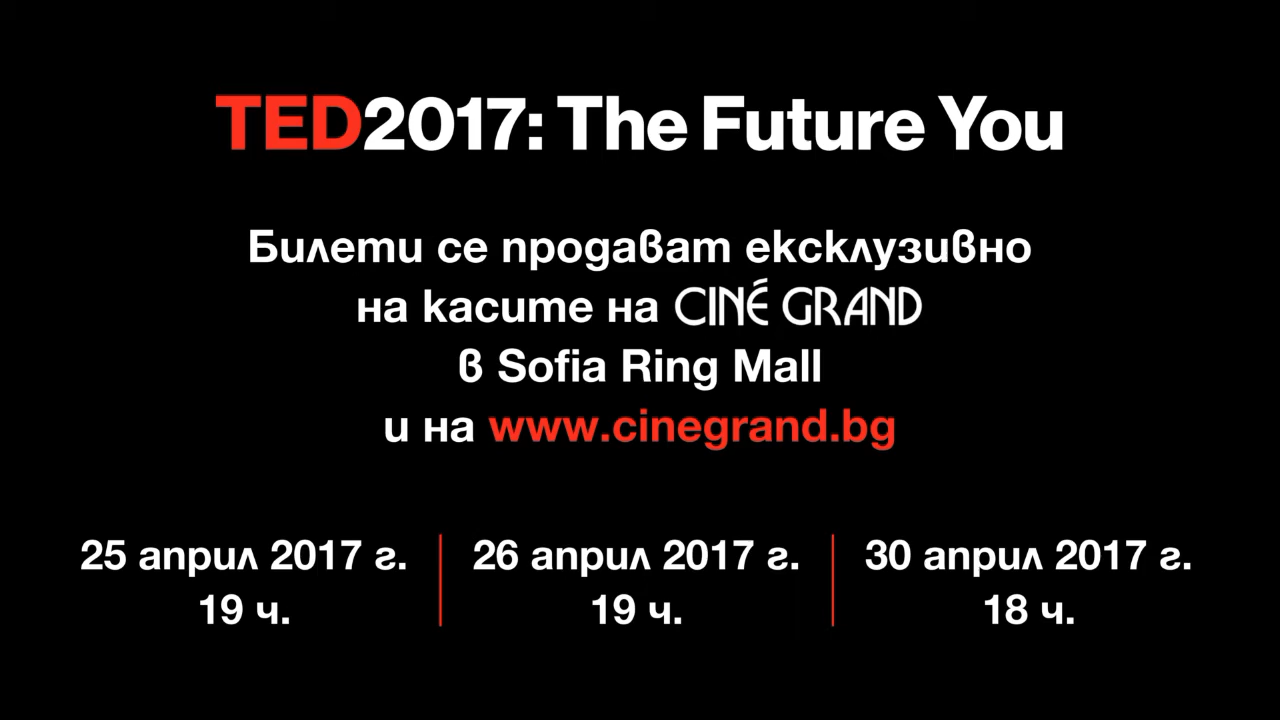 TED2017: The Future You
Билети се продават ексклузивно
на касите на CINÉ GRAND
в Sofia Ring Mall
и на www.cinegrand.bg
25 април 2017 г.
19 ч.
26 април 2017 г.
19 ч.
30 април 2017 г.
18 ч.